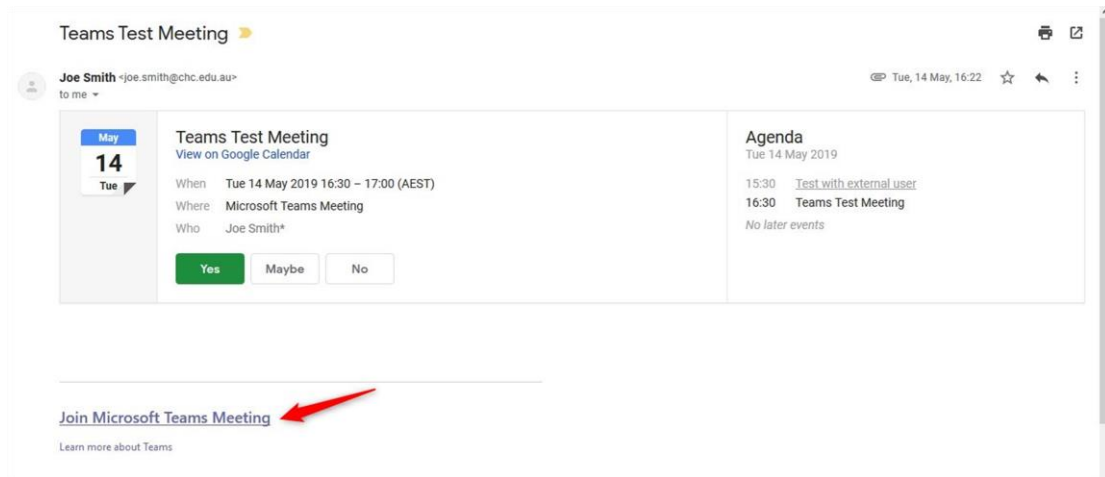 Teams Test Meeting
Joe Smith <joe.smith@chc.edu.au>
Tue, 14 May, 16:22
to me
May
14
Tue
Teams Test Meeting
View on Google Calendar
When Tue 14 May 2019 16:30 – 17:00 (AEST)
Where Microsoft Teams Meeting
Who Joe Smith*
Yes Maybe No
Agenda
Tue 14 May 2019
15:30 Test with external user
16:30 Teams Test Meeting
No later events
Join Microsoft Teams Meeting
Learn more about Teams